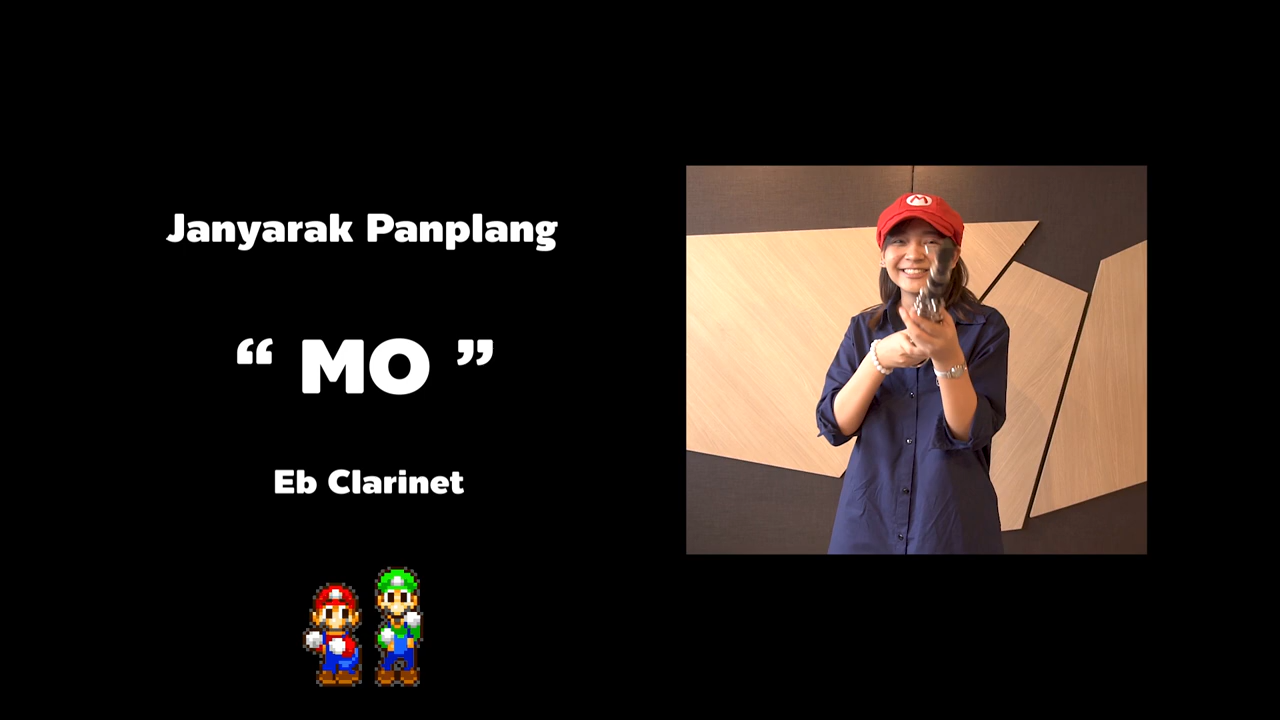 Janyarak Panplang
“ MO ”
Eb Clarinet
M